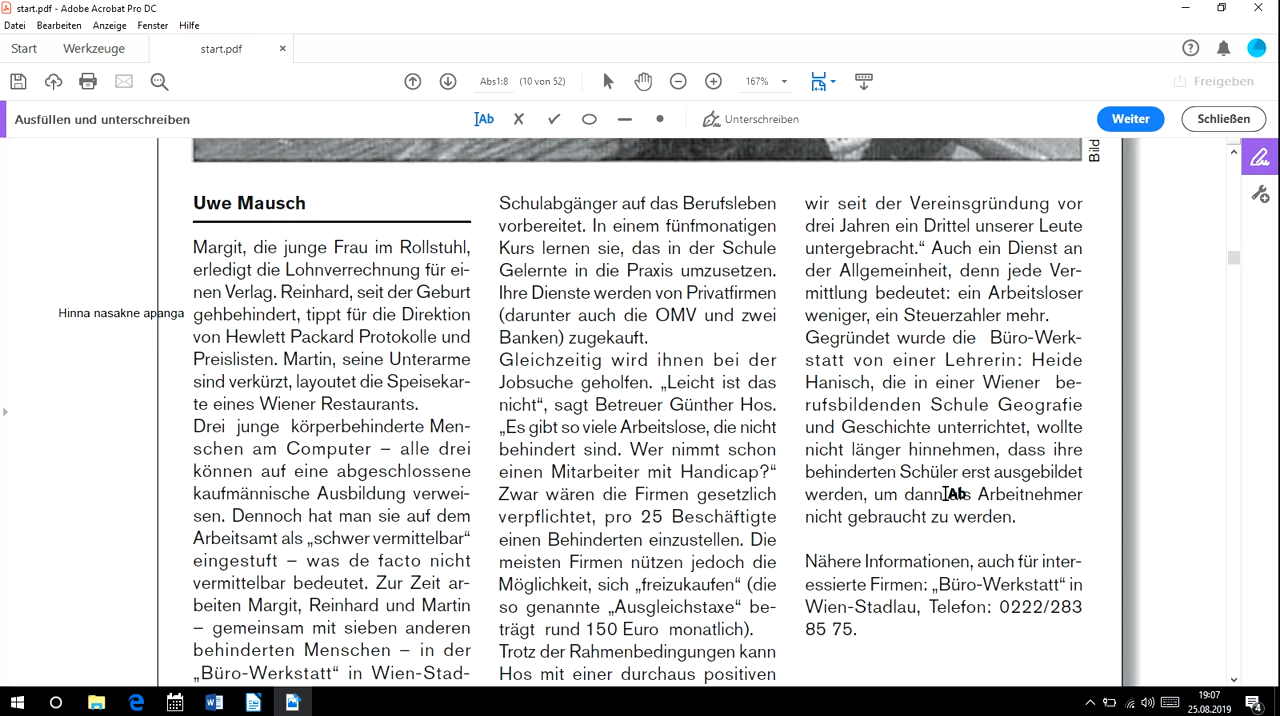 start.pdf - Adobe Acrobat Pro DC
Datei Bearbeiten Anzeige Fenster Hilfe
Start Werkzeuge start.pdf ×
Abs1:8 (10 von 52) 167% Freigeben
Ausfüllen und unterschreiben Ab Unterschreiben Weiter Schließen
Bild
Uwe Mausch
Margit, die junge Frau im Rollstuhl,
erledigt die Lohnverrechnung für ei-
nen Verlag. Reinhard, seit der Geburt
Hinna nasakne apanga
gehbehindert, tippt für die Direktion
von Hewlett Packard Protokolle und
Preislisten. Martin, seine Unterarme
sind verkürzt, layoutet die Speisekar-
te eines Wiener Restaurants.
Drei junge körperbehinderte Men-
schen am Computer – alle drei
können auf eine abgeschlossene
kaufmännische Ausbildung verwei-
sen. Dennoch hat man sie auf dem
Arbeitsamt als „schwer vermittelbar“
eingestuft – was de facto nicht
vermittelbar bedeutet. Zur Zeit ar-
beiten Margit, Reinhard und Martin
– gemeinsam mit sieben anderen
behinderten Menschen – in der
„Büro-Werkstatt“ in Wien-Stad-
Schulabgänger auf das Berufsleben
vorbereitet. In einem fünfmonatigen
Kurs lernen sie, das in der Schule
Gelernte in die Praxis umzusetzen.
Ihre Dienste werden von Privatfirmen
(darunter auch die OMV und zwei
Banken) zugekauft.
Gleichzeitig wird ihnen bei der
Jobsuche geholfen. „Leicht ist das
nicht“, sagt Betreuer Günther Hos.
„Es gibt so viele Arbeitslose, die nicht
behindert sind. Wer nimmt schon
einen Mitarbeiter mit Handicap?“
Zwar wären die Firmen gesetzlich
verpflichtet, pro 25 Beschäftigte
einen Behinderten einzustellen. Die
meisten Firmen nützen jedoch die
Möglichkeit, sich „freizukaufen“ (die
so genannte „Ausgleichstaxe“ be-
trägt rund 150 Euro monatlich).
Trotz der Rahmenbedingungen kann
Hos mit einer durchaus positiven
wir seit der Vereinsgründung vor
drei Jahren ein Drittel unserer Leute
untergebracht.“ Auch ein Dienst an
der Allgemeinheit, denn jede Ver-
mittlung bedeutet: ein Arbeitsloser
weniger, ein Steuerzahler mehr.
Gegründet wurde die Büro-Werk-
statt von einer Lehrerin: Heide
Hanisch, die in einer Wiener be-
rufsbildenden Schule Geografie
und Geschichte unterrichtet, wollte
nicht länger hinnehmen, dass ihre
behinderten Schüler erst ausgebildet
werden, um dann als Arbeitnehmer
nicht gebraucht zu werden.
Nähere Informationen, auch für inter-
essierte Firmen: „Büro-Werkstatt“ in
Wien-Stadlau, Telefon: 0222/283
85 75.
19:07
25.08.2019
4